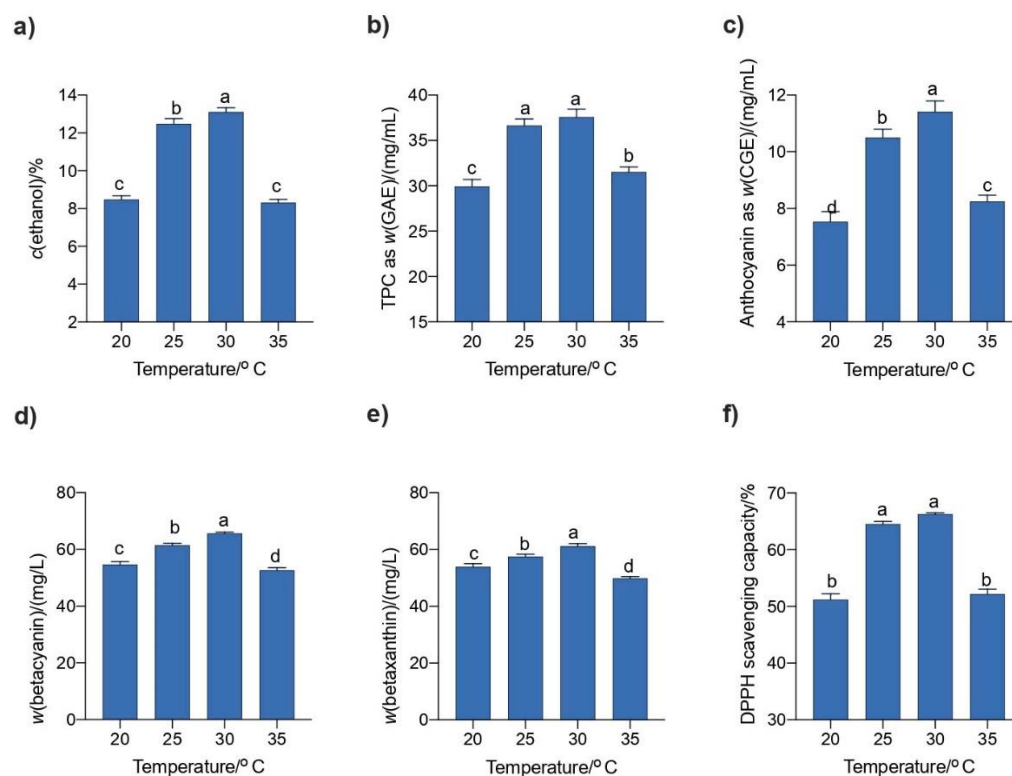 a)
c(ethanol)/%
14
12
10
8
6
4
2
c
b
a
c
20 25 30 35
Temperature/º C
b)
TPC as w(GAE)/(mg/mL)
40
35
30
25
20
15
c
a
a
b
20 25 30 35
Temperature/º C
c)
Anthocyanin as w(CGE)/(mg/mL)
12
10
8
6
4
d
b
a
c
20 25 30 35
Temperature/º C
d)
w(betacyanin)/(mg/L)
80
60
40
20
0
c
b
a
d
20 25 30 35
Temperature/º C
e)
w(betaxanthin)/(mg/L)
80
60
40
20
0
c
b
a
d
20 25 30 35
Temperature/º C
f)
DPPH scavenging capacity/%
70
60
50
40
30
b
a
a
b
20 25 30 35
Temperature/º C